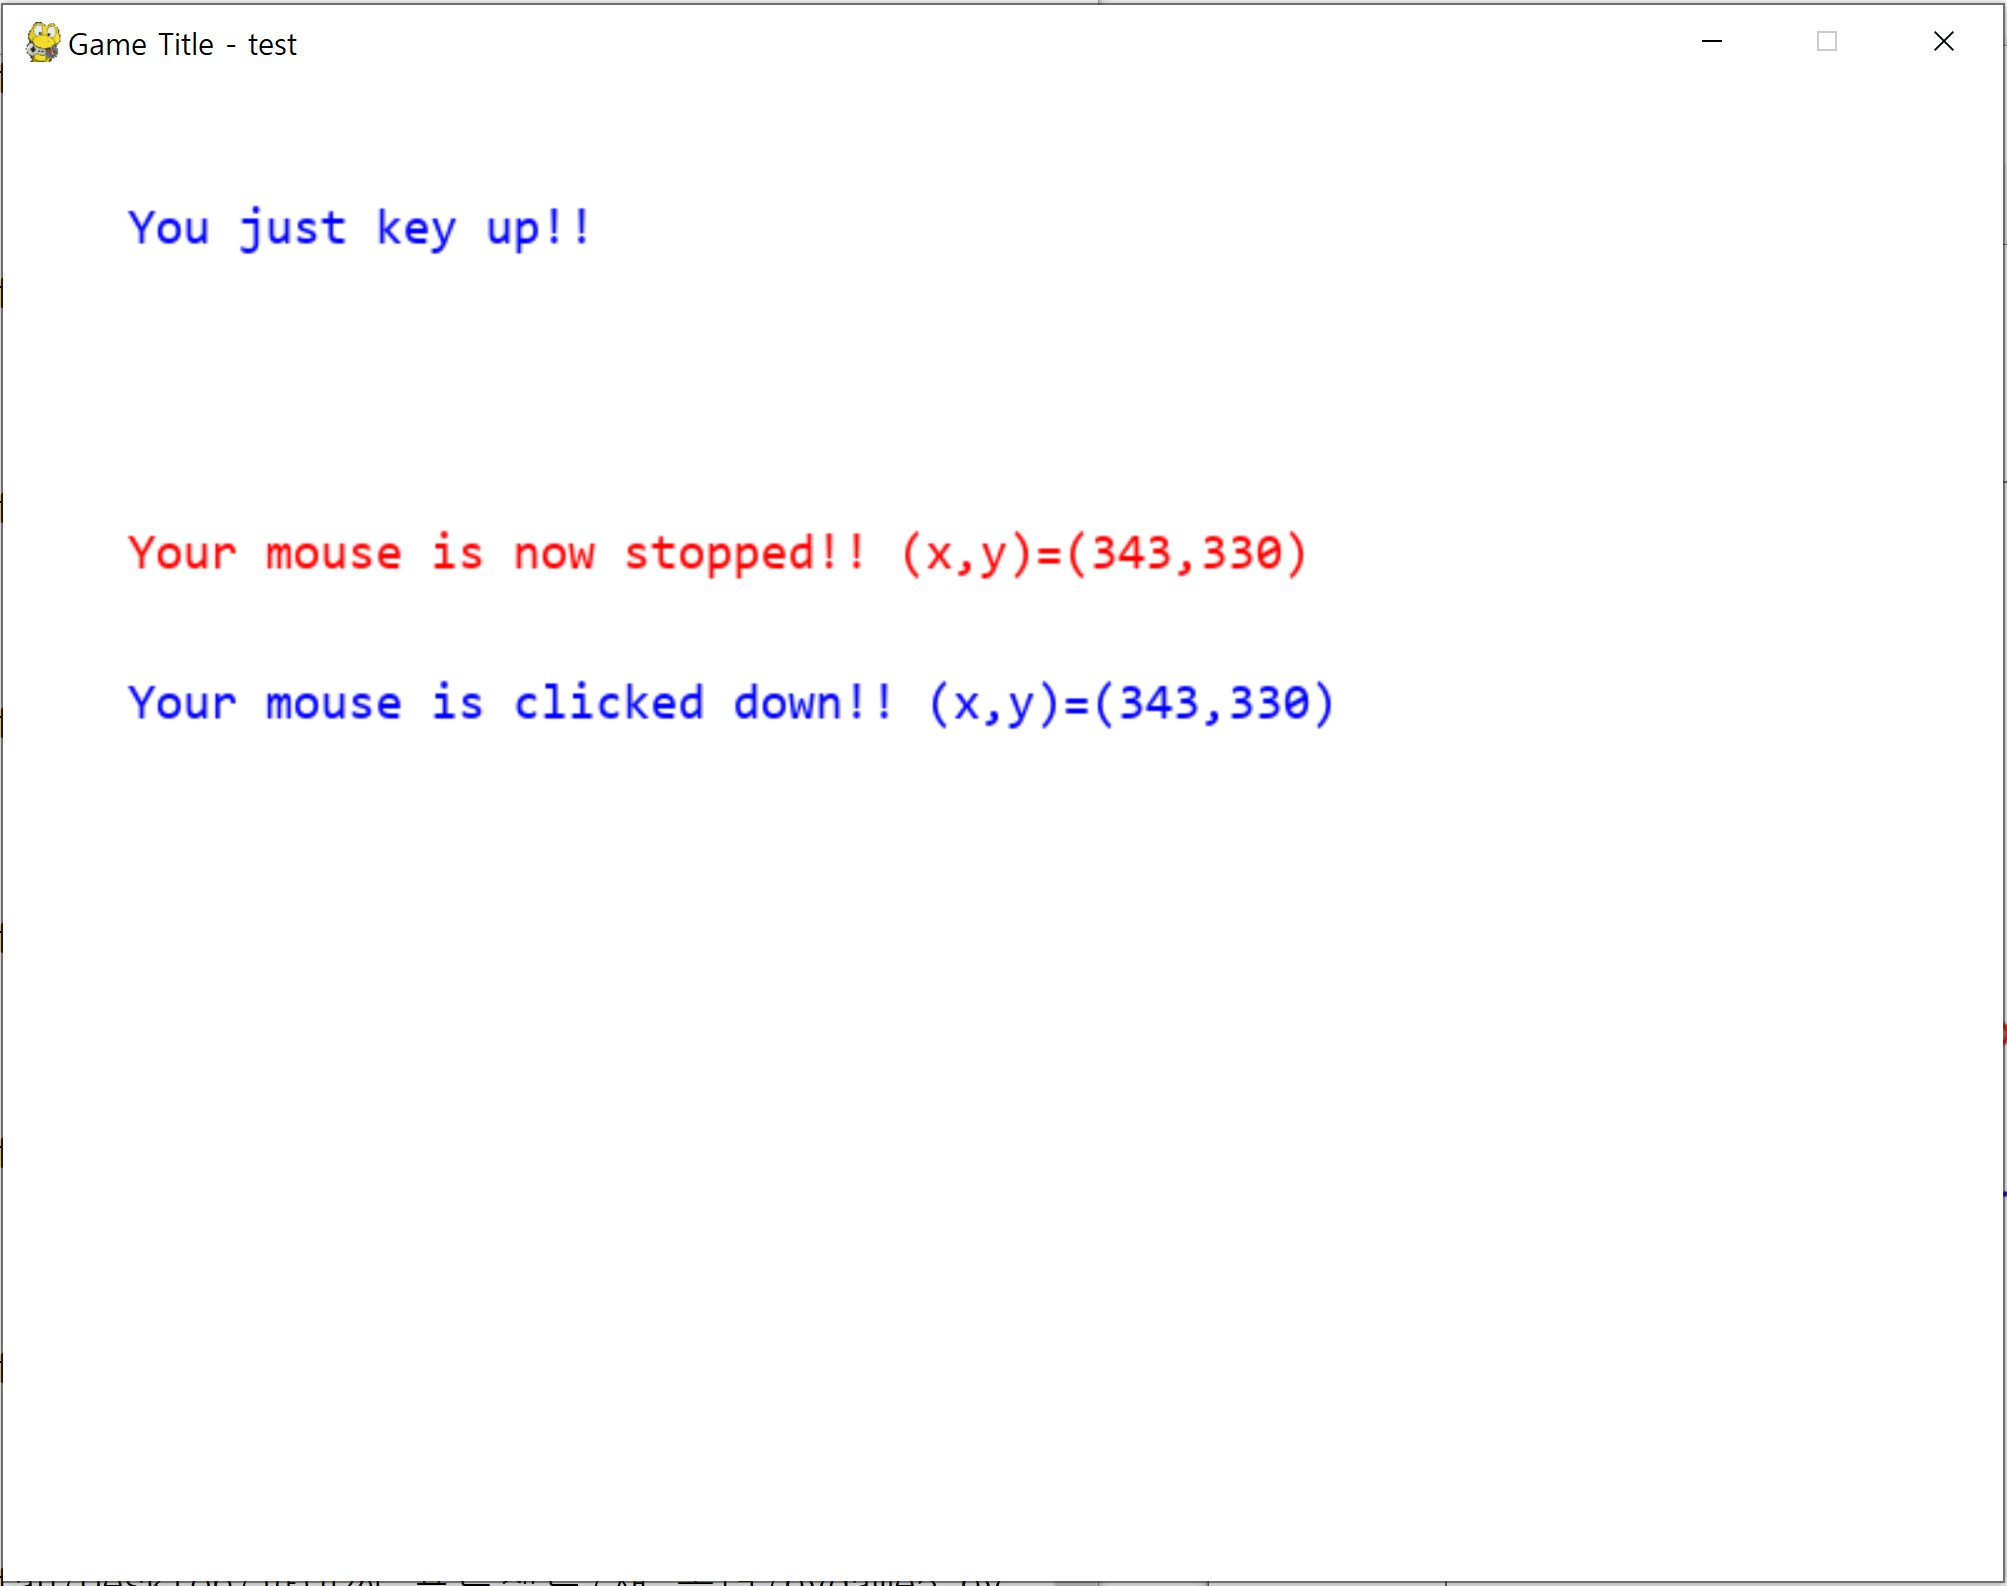 Game Title - test
You just key up!!
Your mouse is now stopped!! (x,y)=(343,330)
Your mouse is clicked down!! (x,y)=(343,330)